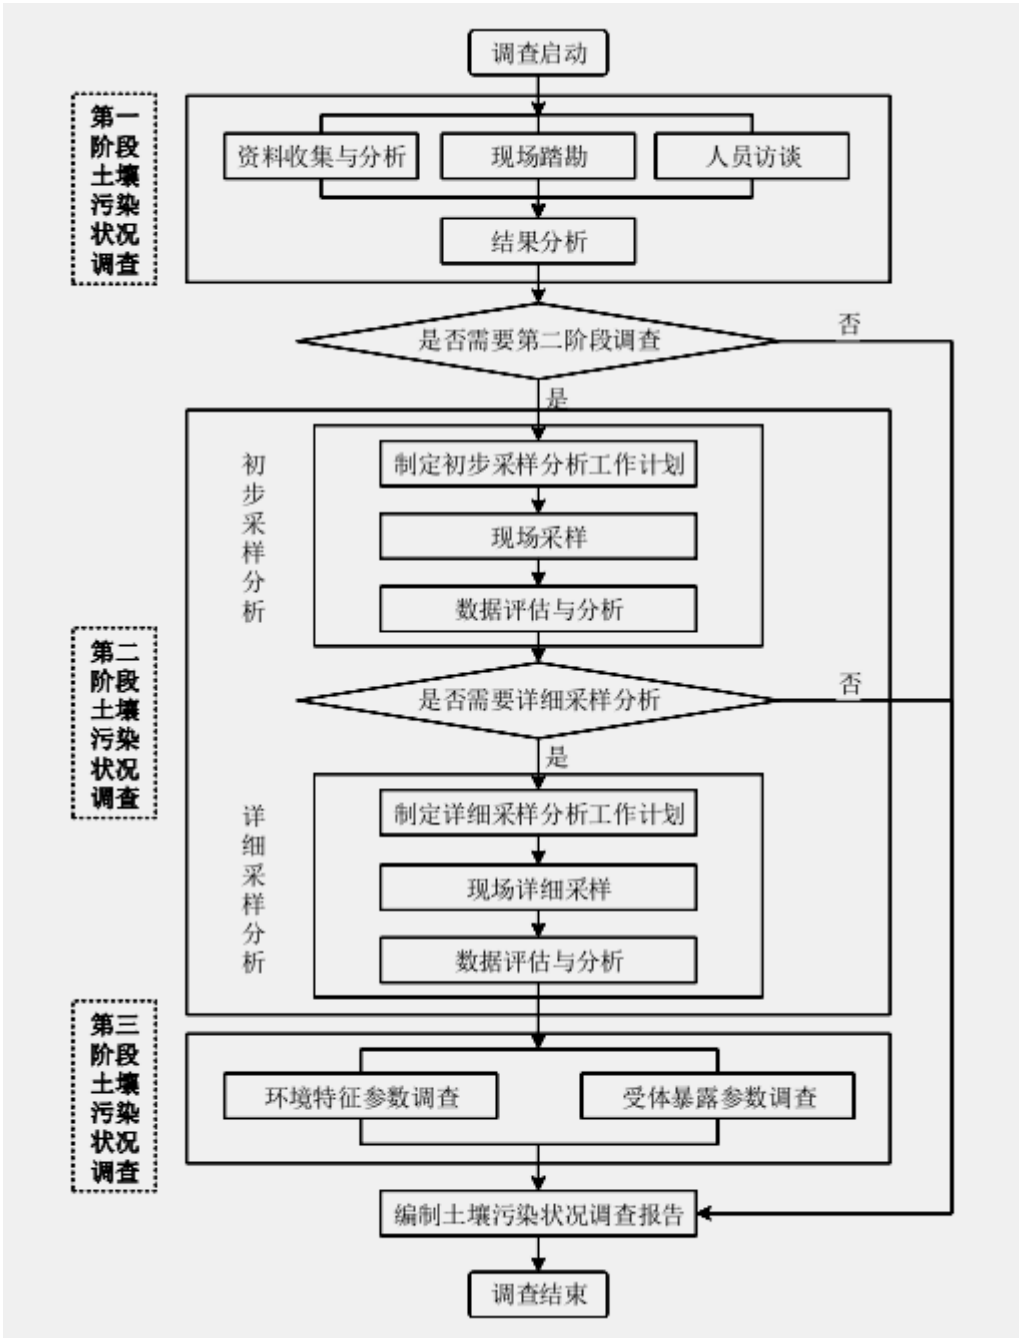 调查启动
第一
阶段
土壤
污染
状况
调查
资料收集与分析
现场踏勘
人员访谈
结果分析
是否需要第二阶段调查
否
是
初
步
采
样
分
析
制定初步采样分析工作计划
现场采样
数据评估与分析
第二
阶段
土壤
污染
状况
调查
是否需要详细采样分析
否
是
详
细
采
样
分
析
制定详细采样分析工作计划
现场详细采样
数据评估与分析
第三
阶段
土壤
污染
状况
调查
环境特征参数调查
受体暴露参数调查
编制土壤污染状况调查报告
调查结束